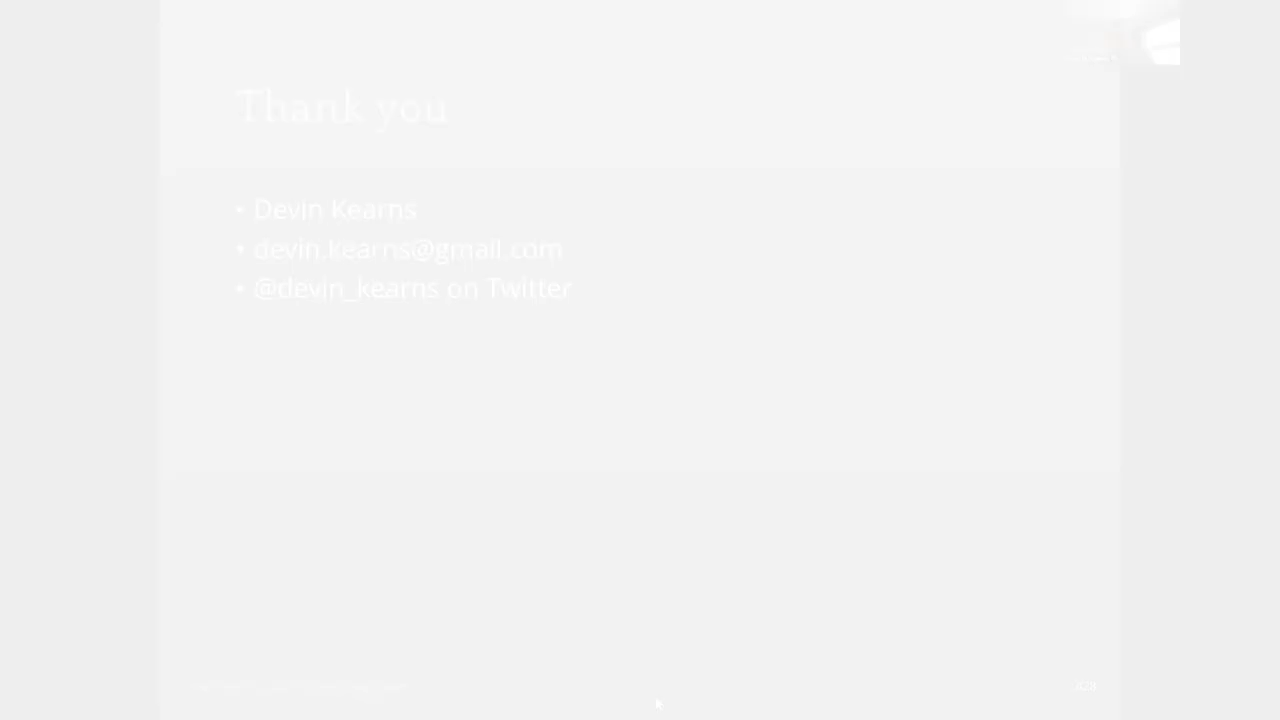 Thank you
• Devin Kearns
• devin.kearns@gmail.com
• @devin_kearns on Twitter